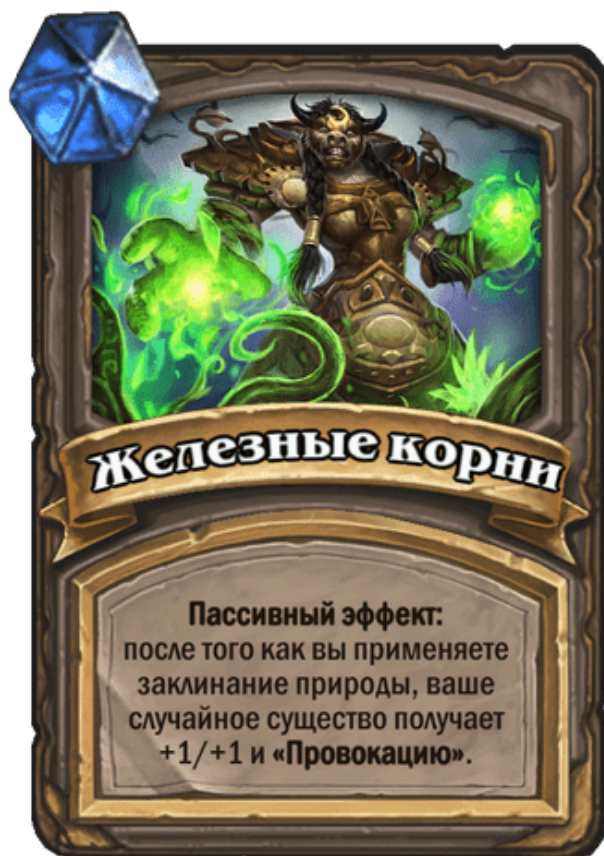 Железные корни
Пассивный эффект:
после того как вы применяете
заклинание природы, ваше
случайное существо получает
+1/+1 и «Провокацию».